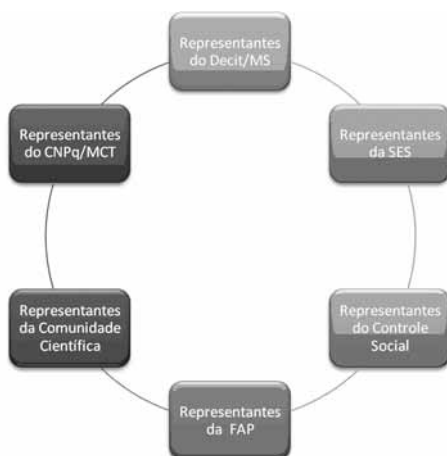 Representantes
do Decit/MS
Representantes
da SES
Representantes
do Controle
Social
Representantes
da FAP
Representantes
da Comunidade
Científica
Representantes
do CNPq/MCT